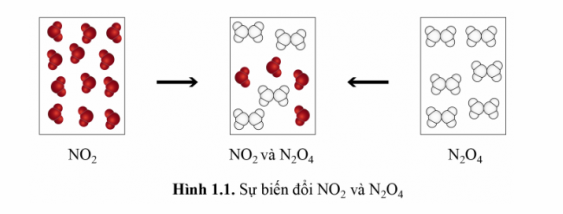 NO₂
NO₂ và N₂O₄
N₂O₄
Hình 1.1. Sự biến đổi NO₂ và N₂O₄